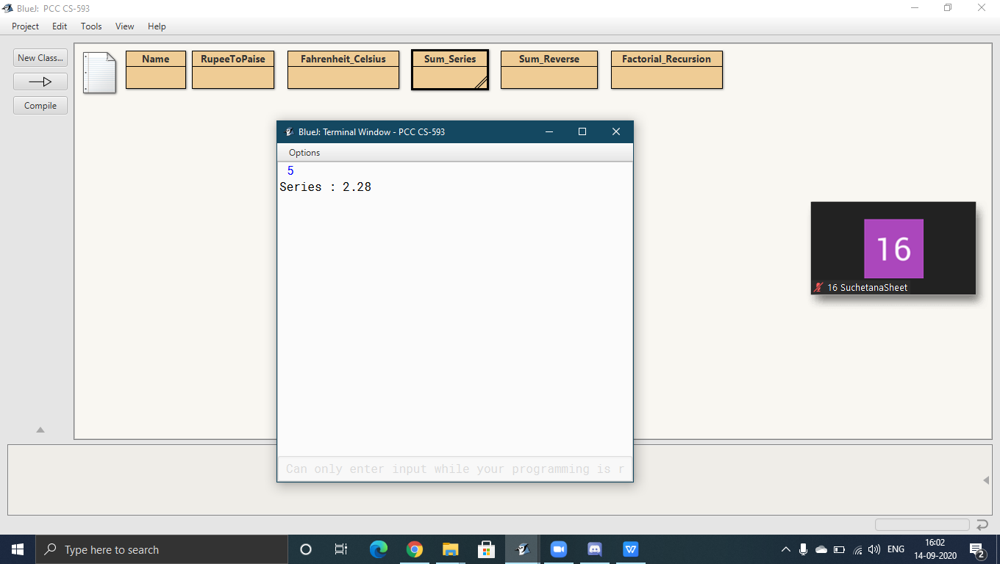 BlueJ: PCC CS-593
Project Edit Tools View Help
New Class...
Compile
Name
RupeeToPaise
Fahrenheit_Celsius
Sum_Series
Sum_Reverse
Factorial_Recursion
BlueJ: Terminal Window - PCC CS-593
Options
5
Series : 2.28
Can only enter input while your programming is r
16
16 SuchetanaSheet
Type here to search
W
ENG
16:02
14-09-2020
2